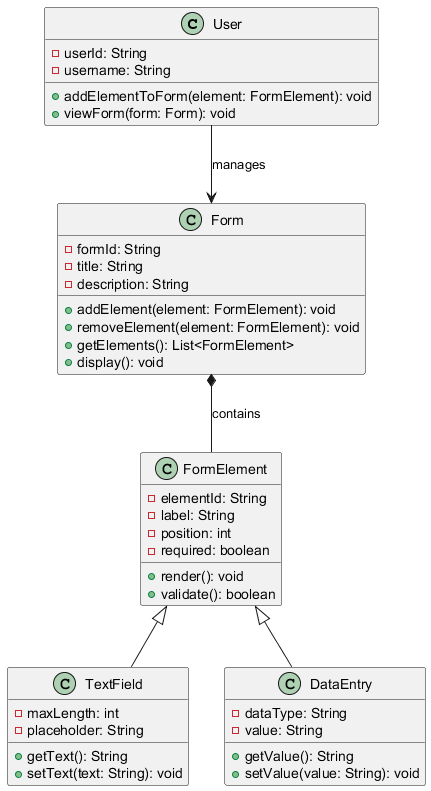 C User
userId: String
username: String
addElementToForm(element: FormElement): void
viewForm(form: Form): void
manages
C Form
formId: String
title: String
description: String
addElement(element: FormElement): void
removeElement(element: FormElement): void
getElements(): List<FormElement>
display(): void
contains
C FormElement
elementId: String
label: String
position: int
required: boolean
render(): void
validate(): boolean
C TextField
maxLength: int
placeholder: String
getText(): String
setText(text: String): void
C DataEntry
dataType: String
value: String
getValue(): String
setValue(value: String): void